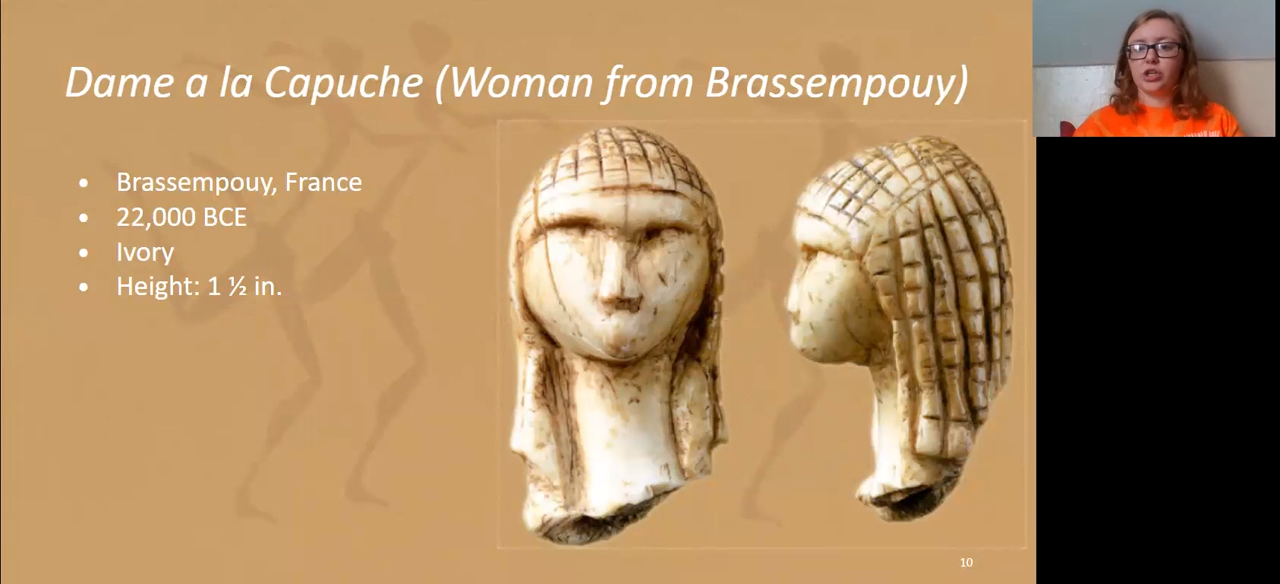 Dame a la Capuche (Woman from Brassempouy)
• Brassempouy, France
• 22,000 BCE
• Ivory
• Height: 1 ½ in.
10